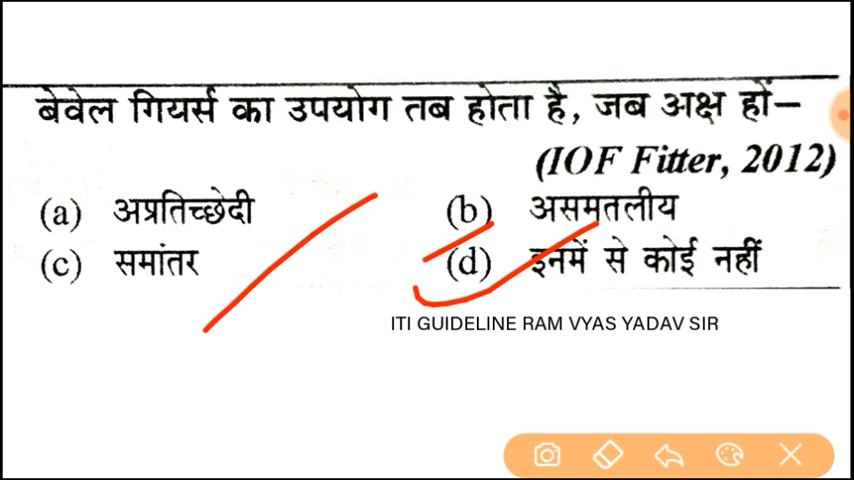 बेवेल गियर्स का उपयोग तब होता है, जब अक्ष हों–
(IOF Fitter, 2012)
(a) अप्रतिच्छेदी (b) असमतलीय
(c) समांतर (d) इनमें से कोई नहीं
ITI GUIDELINE RAM VYAS YADAV SIR